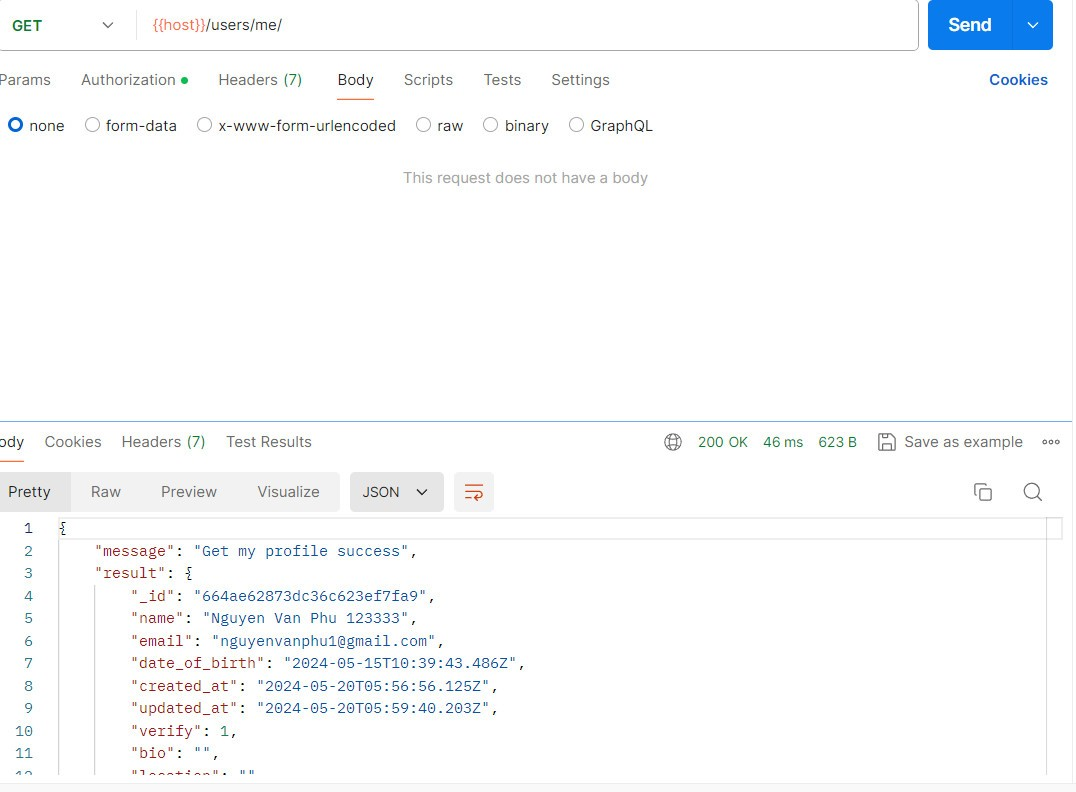 GET {{host}}/users/me/ Send
Params Authorization Headers (7) Body Scripts Tests Settings Cookies
none form-data x-www-form-urlencoded raw binary GraphQL
This request does not have a body
ody Cookies Headers (7) Test Results 200 OK 46 ms 623 B Save as example
Pretty Raw Preview Visualize JSON
1 {
2 "message": "Get my profile success",
3 "result": {
4 "_id": "664ae62873dc36c623ef7fa9",
5 "name": "Nguyen Van Phu 123333",
6 "email": "nguyenvanphu1@gmail.com",
7 "date_of_birth": "2024-05-15T10:39:43.486Z",
8 "created_at": "2024-05-20T05:56:56.125Z",
9 "updated_at": "2024-05-20T05:59:40.203Z",
10 "verify": 1,
11 "bio": "",
12 "location": ""